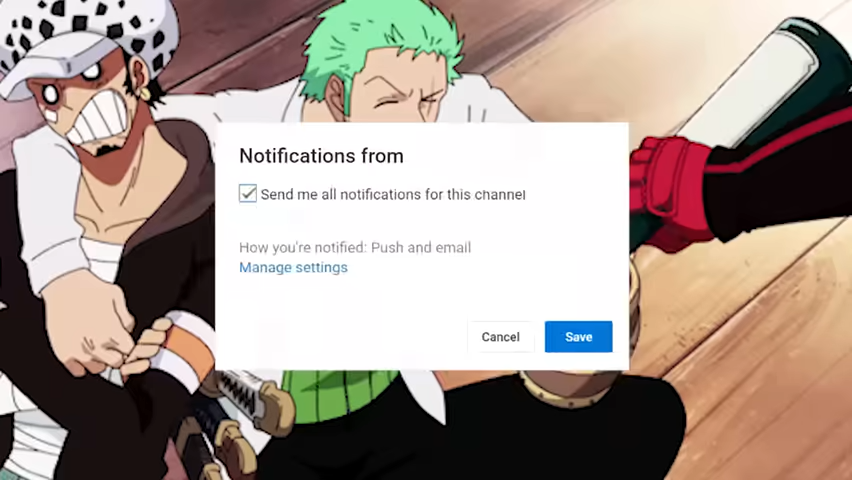 Notifications from
Send me all notifications for this channel
How you're notified: Push and email
Manage settings
Cancel
Save